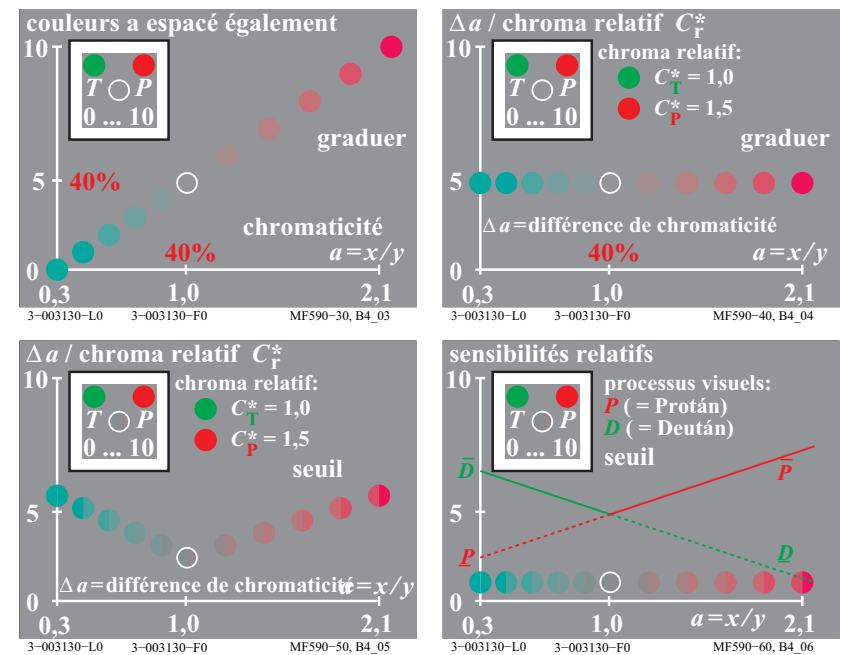 couleurs a espacé également
10
T P
0 ... 10
graduer
5 40%
chromaticité
40% a=x/y
0
0,3 1,0 2,1
3−003130−L0 3−003130−F0 MF590−30, B4_03
Δa / chroma relatif C*r
10
chroma relatif:
C*T = 1,0
T P
C*P = 1,5
0 ... 10
graduer
5
Δa=différence de chromaticité
40% a=x/y
0
0,3 1,0 2,1
3−003130−L0 3−003130−F0 MF590−40, B4_04
Δa / chroma relatif C*r
10
chroma relatif:
C*T = 1,0
T P
C*P = 1,5
0 ... 10
seuil
5
Δa=différence de chromaticité a=x/y
0
0,3 1,0 2,1
3−003130−L0 3−003130−F0 MF590−50, B4_05
sensibilités relatifs
10
processus visuels:
P ( = Protán)
T P
D ( = Deután)
0 ... 10
seuil
D̅ P̅
5
P̲ D̲
a=x/y
0
0,3 1,0 2,1
3−003130−L0 3−003130−F0 MF590−60, B4_06